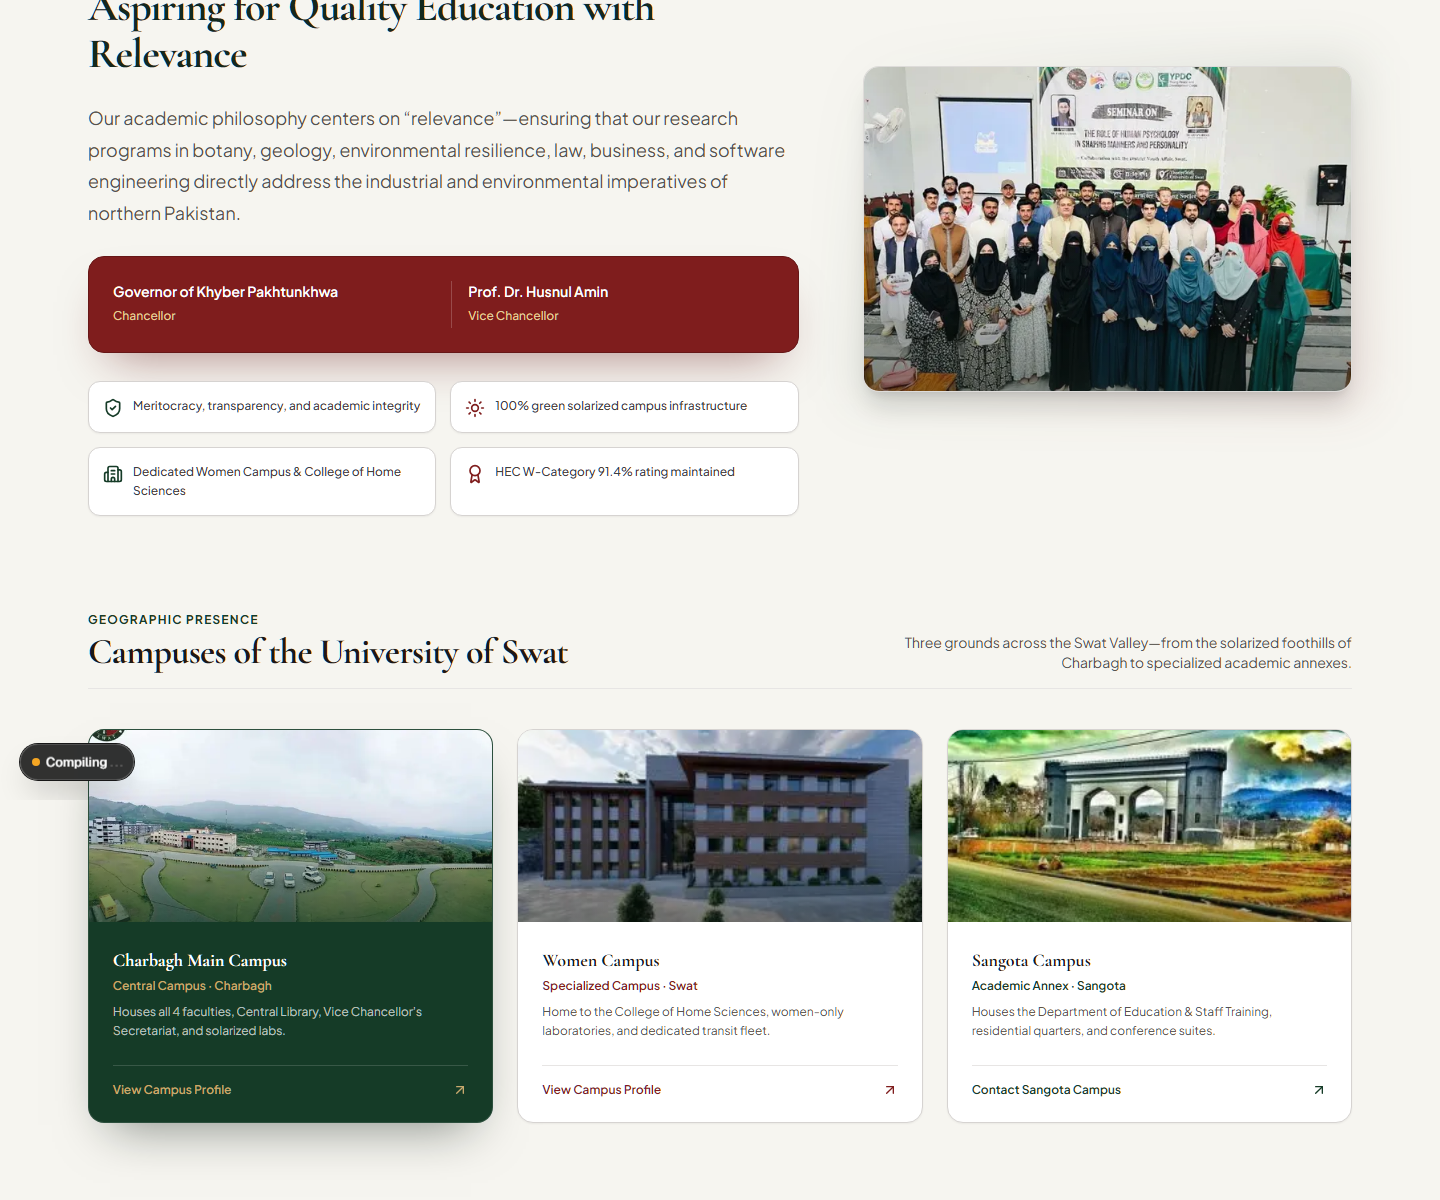 Aspiring for Quality Education with
Relevance
Our academic philosophy centers on “relevance”—ensuring that our research
programs in botany, geology, environmental resilience, law, business, and software
engineering directly address the industrial and environmental imperatives of
northern Pakistan.
YPDC
SEMINAR ON
THE ROLE OF HUMAN PSYCHOLOGY
IN SHAPING MANNERS AND PERSONALITY
Governor of Khyber Pakhtunkhwa
Chancellor
Prof. Dr. Husnul Amin
Vice Chancellor
Meritocracy, transparency, and academic integrity
100% green solarized campus infrastructure
Dedicated Women Campus & College of Home
Sciences
HEC W-Category 91.4% rating maintained
GEOGRAPHIC PRESENCE
Campuses of the University of Swat
Three grounds across the Swat Valley—from the solarized foothills of
Charbagh to specialized academic annexes.
Compiling ...
Charbagh Main Campus
Central Campus · Charbagh
Houses all 4 faculties, Central Library, Vice Chancellor's
Secretariat, and solarized labs.
View Campus Profile
Women Campus
Specialized Campus · Swat
Home to the College of Home Sciences, women-only
laboratories, and dedicated transit fleet.
View Campus Profile
Sangota Campus
Academic Annex · Sangota
Houses the Department of Education & Staff Training,
residential quarters, and conference suites.
Contact Sangota Campus